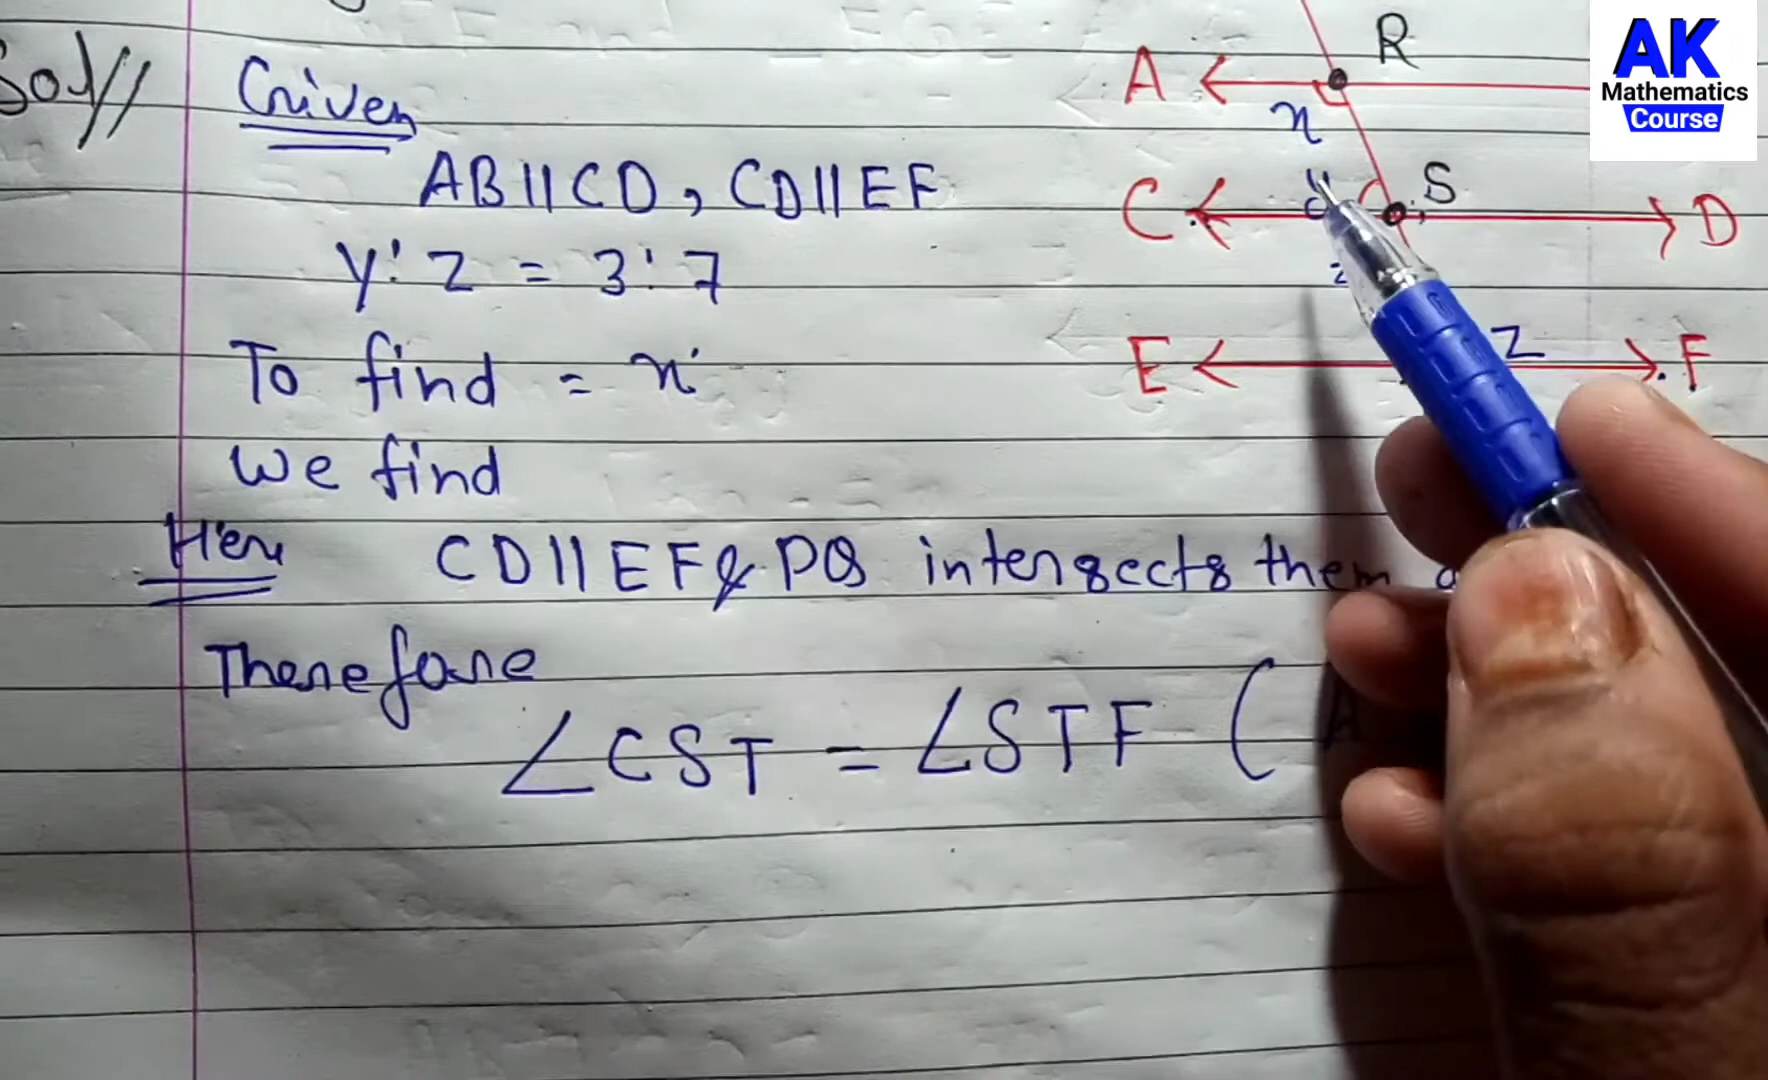 Sol//
Given
AB||CD, CD||EF
y:z = 3:7
To find = x
We find
Here CD||EF & PQ intersects them
Therefore
∠CST = ∠STF (
A R
x
C y S D
z
E Z F
AK
Mathematics
Course